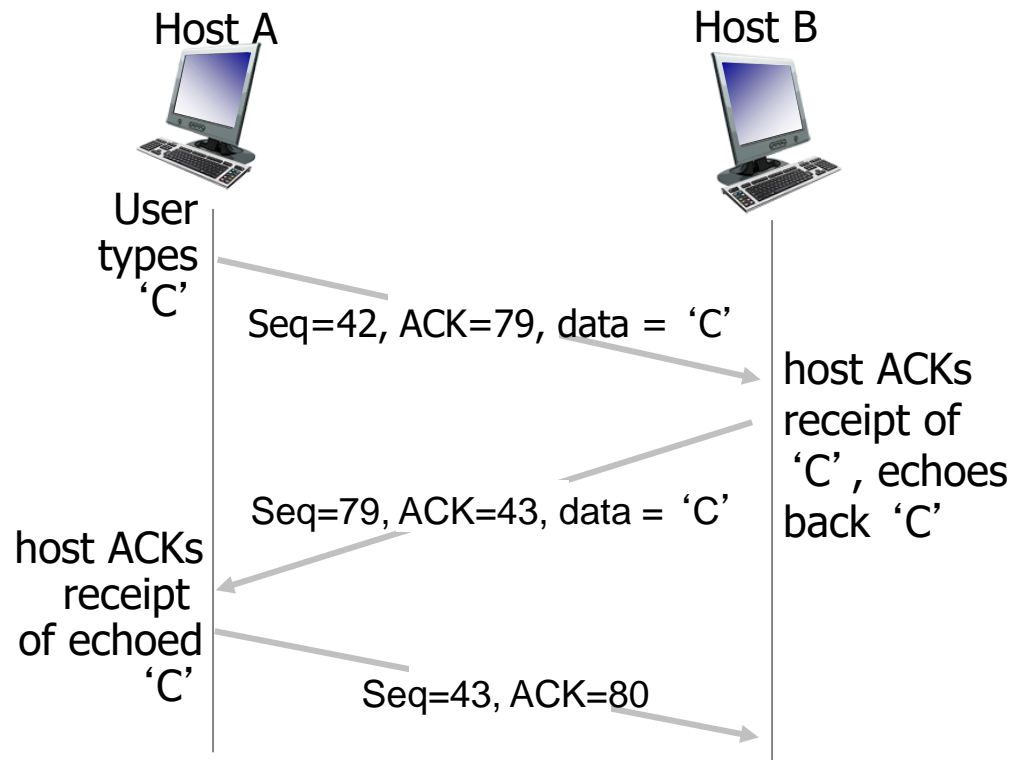 Host A
Host B
User
types
‘C’
Seq=42, ACK=79, data = ‘C’
host ACKs
receipt of
‘C’, echoes
back ‘C’
Seq=79, ACK=43, data = ‘C’
host ACKs
receipt
of echoed
‘C’
Seq=43, ACK=80